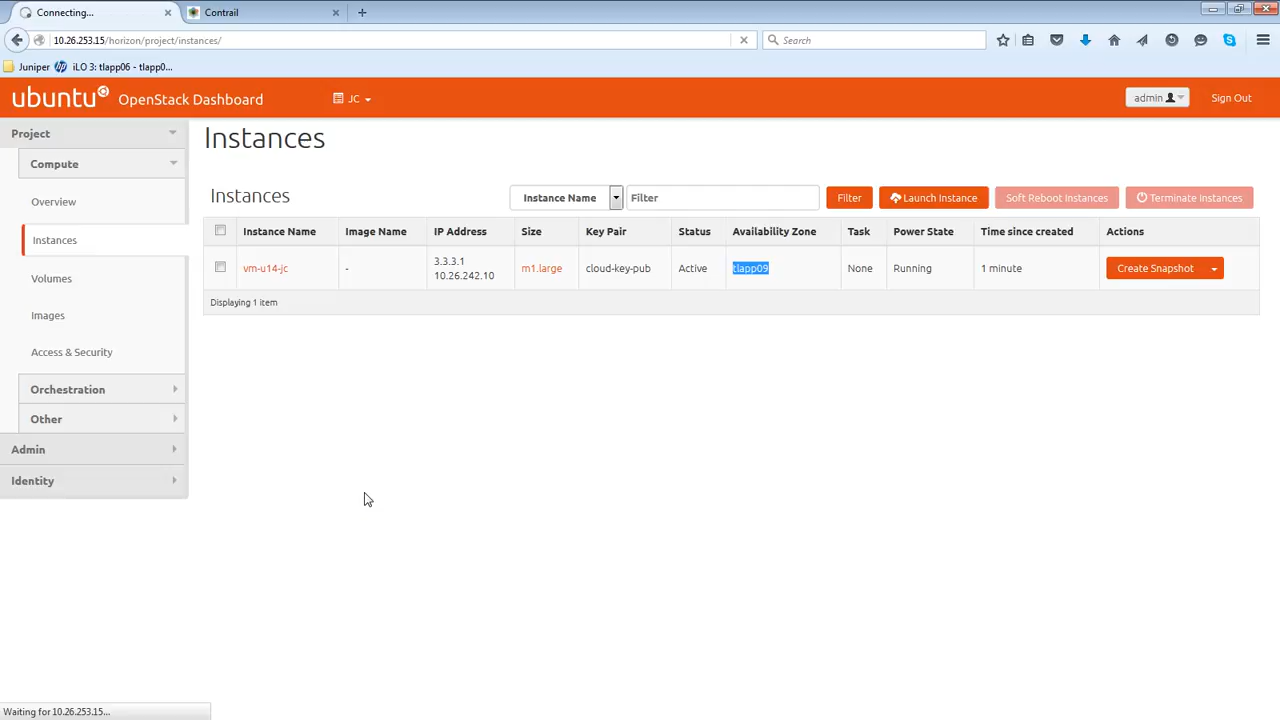 Connecting...
Contrail
10.26.253.15/horizon/project/instances/
Search
Juniper
iLO 3: tlapp06 - tlapp0...
ubuntu
OpenStack Dashboard
JC
admin
Sign Out
Project
Compute
Overview
Instances
Volumes
Images
Access & Security
Orchestration
Other
Admin
Identity
Instances
Instances
Instance Name
Filter
Filter
Launch Instance
Soft Reboot Instances
Terminate Instances
Instance Name Image Name IP Address Size Key Pair Status Availability Zone Task Power State Time since created Actions
vm-u14-jc - 3.3.3.1 m1.large cloud-key-pub Active tlapp09 None Running 1 minute Create Snapshot
10.26.242.10
Displaying 1 item
Waiting for 10.26.253.15...